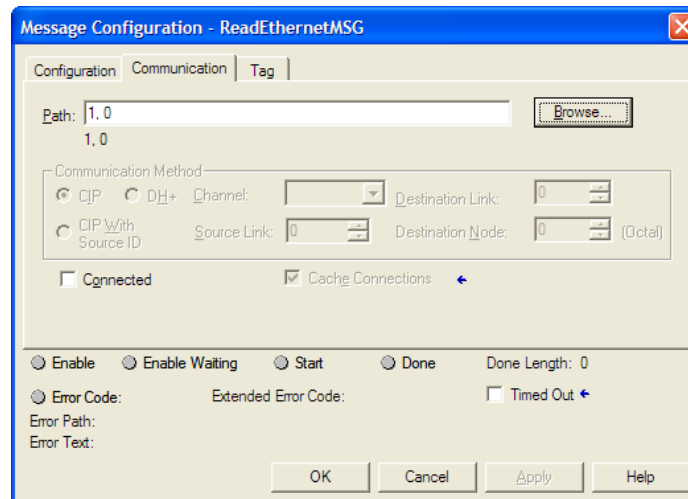 Message Configuration - ReadEthernetMSG
Configuration Communication Tag
Path: 1, 0 Browse...
1, 0
Communication Method
CIP DH+ Channel: Destination Link: 0
CIP With Source ID Source Link: 0 Destination Node: 0 (Octal)
Connected Cache Connections
Enable Enable Waiting Start Done Done Length: 0
Error Code: Extended Error Code: Timed Out
Error Path:
Error Text:
OK Cancel Apply Help